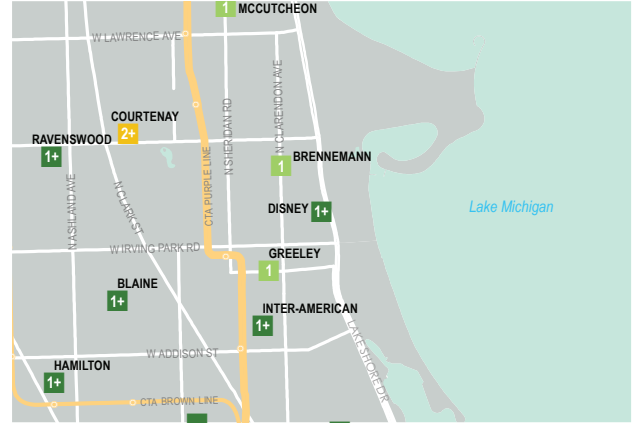 1
MCCUTCHEON
W LAWRENCE AVE
N CLARENDON AVE
N SHERIDAN RD
COURTENAY
2+
RAVENSWOOD
1+
BRENNEMANN
1
CTA PURPLE LINE
N ASHLAND AVE
N CLARK ST
DISNEY
1+
Lake Michigan
W IRVING PARK RD
GREELEY
1
BLAINE
1+
INTER-AMERICAN
1+
LAKE SHORE DR
W ADDISON ST
HAMILTON
1+
CTA BROWN LINE